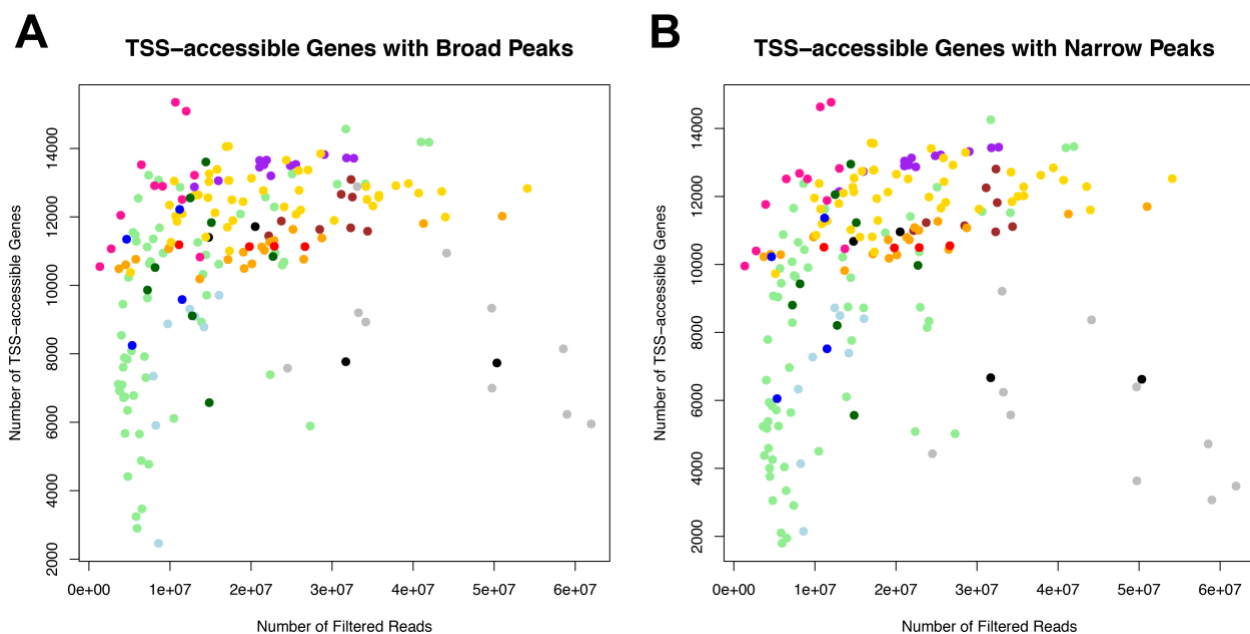 A
TSS–accessible Genes with Broad Peaks
Number of TSS–accessible Genes
14000
12000
10000
8000
6000
4000
2000
0e+00 1e+07 2e+07 3e+07 4e+07 5e+07 6e+07
Number of Filtered Reads
B
TSS–accessible Genes with Narrow Peaks
Number of TSS–accessible Genes
14000
12000
10000
8000
6000
4000
2000
0e+00 1e+07 2e+07 3e+07 4e+07 5e+07 6e+07
Number of Filtered Reads